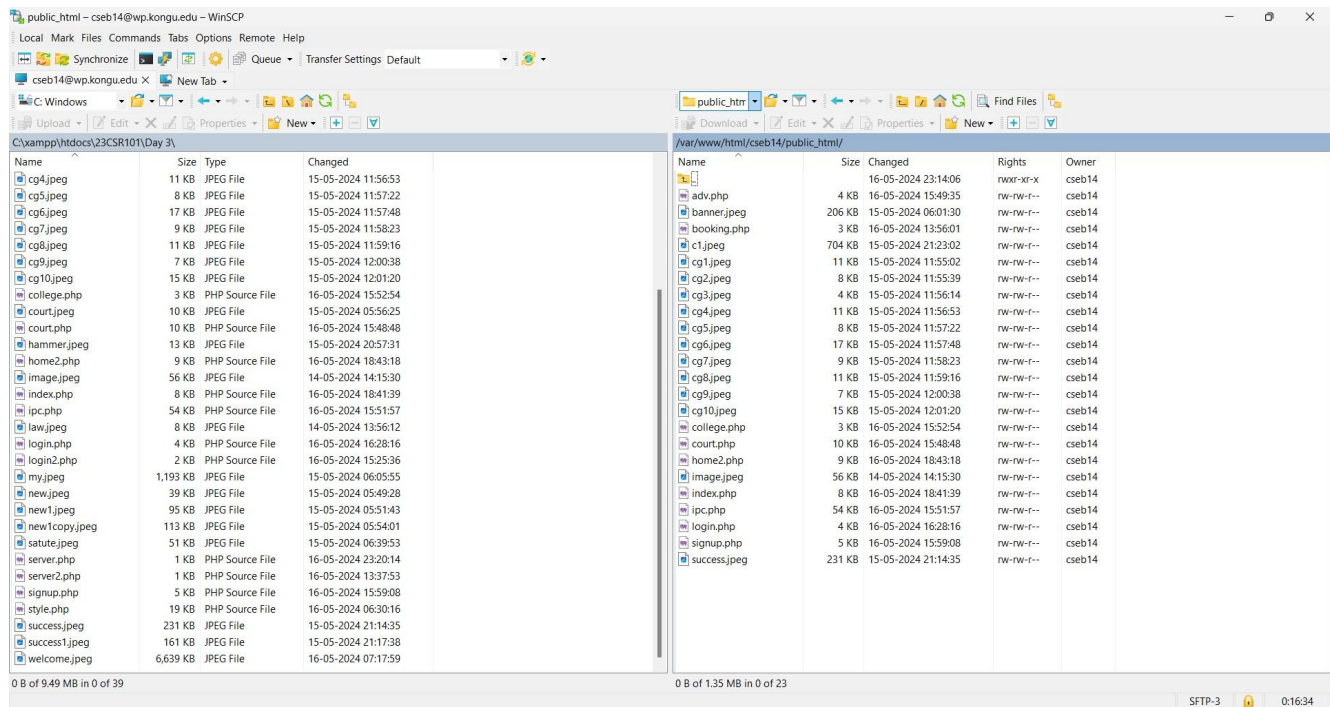 public_html – cseb14@wp.kongu.edu – WinSCP
Local Mark Files Commands Tabs Options Remote Help
Synchronize Queue Transfer Settings Default
cseb14@wp.kongu.edu New Tab
C: Windows
Upload Edit Properties New
C:\xampp\htdocs\23CSR101\Day 3\
Name Size Type Changed
cg4.jpeg 11 KB JPEG File 15-05-2024 11:56:53
cg5.jpeg 8 KB JPEG File 15-05-2024 11:57:22
cg6.jpeg 17 KB JPEG File 15-05-2024 11:57:48
cg7.jpeg 9 KB JPEG File 15-05-2024 11:58:23
cg8.jpeg 11 KB JPEG File 15-05-2024 11:59:16
cg9.jpeg 7 KB JPEG File 15-05-2024 12:00:38
cg10.jpeg 15 KB JPEG File 15-05-2024 12:01:20
college.php 3 KB PHP Source File 16-05-2024 15:52:54
court.jpeg 10 KB JPEG File 15-05-2024 05:56:25
court.php 10 KB PHP Source File 16-05-2024 15:48:48
hammer.jpeg 13 KB JPEG File 15-05-2024 20:57:31
home2.php 9 KB PHP Source File 16-05-2024 18:43:18
image.jpeg 56 KB JPEG File 14-05-2024 14:15:30
index.php 8 KB PHP Source File 16-05-2024 18:41:39
ipc.php 54 KB PHP Source File 16-05-2024 15:51:57
law.jpeg 8 KB JPEG File 14-05-2024 13:56:12
login.php 4 KB PHP Source File 16-05-2024 16:28:16
login2.php 2 KB PHP Source File 16-05-2024 15:25:36
my.jpeg 1,193 KB JPEG File 15-05-2024 06:05:55
new.jpeg 39 KB JPEG File 15-05-2024 05:49:28
new1.jpeg 95 KB JPEG File 15-05-2024 05:51:43
new1copy.jpeg 113 KB JPEG File 15-05-2024 05:54:01
satute.jpeg 51 KB JPEG File 15-05-2024 06:39:53
server.php 1 KB PHP Source File 16-05-2024 23:20:14
server2.php 1 KB PHP Source File 16-05-2024 13:37:53
signup.php 5 KB PHP Source File 16-05-2024 15:59:08
style.php 19 KB PHP Source File 16-05-2024 06:30:16
success.jpeg 231 KB JPEG File 15-05-2024 21:14:35
success1.jpeg 161 KB JPEG File 15-05-2024 21:17:38
welcome.jpeg 6,639 KB JPEG File 16-05-2024 07:17:59
0 B of 9.49 MB in 0 of 39
public_htm Find Files
Download Edit Properties New
/var/www/html/cseb14/public_html/
Name Size Changed Rights Owner
.. 16-05-2024 23:14:06 rwxr-xr-x cseb14
adv.php 4 KB 16-05-2024 15:49:35 rw-rw-r-- cseb14
banner.jpeg 206 KB 15-05-2024 06:01:30 rw-rw-r-- cseb14
booking.php 3 KB 16-05-2024 13:56:01 rw-rw-r-- cseb14
c1.jpeg 704 KB 15-05-2024 21:23:02 rw-rw-r-- cseb14
cg1.jpeg 11 KB 15-05-2024 11:55:02 rw-rw-r-- cseb14
cg2.jpeg 8 KB 15-05-2024 11:55:39 rw-rw-r-- cseb14
cg3.jpeg 4 KB 15-05-2024 11:56:14 rw-rw-r-- cseb14
cg4.jpeg 11 KB 15-05-2024 11:56:53 rw-rw-r-- cseb14
cg5.jpeg 8 KB 15-05-2024 11:57:22 rw-rw-r-- cseb14
cg6.jpeg 17 KB 15-05-2024 11:57:48 rw-rw-r-- cseb14
cg7.jpeg 9 KB 15-05-2024 11:58:23 rw-rw-r-- cseb14
cg8.jpeg 11 KB 15-05-2024 11:59:16 rw-rw-r-- cseb14
cg9.jpeg 7 KB 15-05-2024 12:00:38 rw-rw-r-- cseb14
cg10.jpeg 15 KB 15-05-2024 12:01:20 rw-rw-r-- cseb14
college.php 3 KB 16-05-2024 15:52:54 rw-rw-r-- cseb14
court.php 10 KB 16-05-2024 15:48:48 rw-rw-r-- cseb14
home2.php 9 KB 16-05-2024 18:43:18 rw-rw-r-- cseb14
image.jpeg 56 KB 14-05-2024 14:15:30 rw-rw-r-- cseb14
index.php 8 KB 16-05-2024 18:41:39 rw-rw-r-- cseb14
ipc.php 54 KB 16-05-2024 15:51:57 rw-rw-r-- cseb14
login.php 4 KB 16-05-2024 16:28:16 rw-rw-r-- cseb14
signup.php 5 KB 16-05-2024 15:59:08 rw-rw-r-- cseb14
success.jpeg 231 KB 15-05-2024 21:14:35 rw-rw-r-- cseb14
0 B of 1.35 MB in 0 of 23
SFTP-3 0:16:34